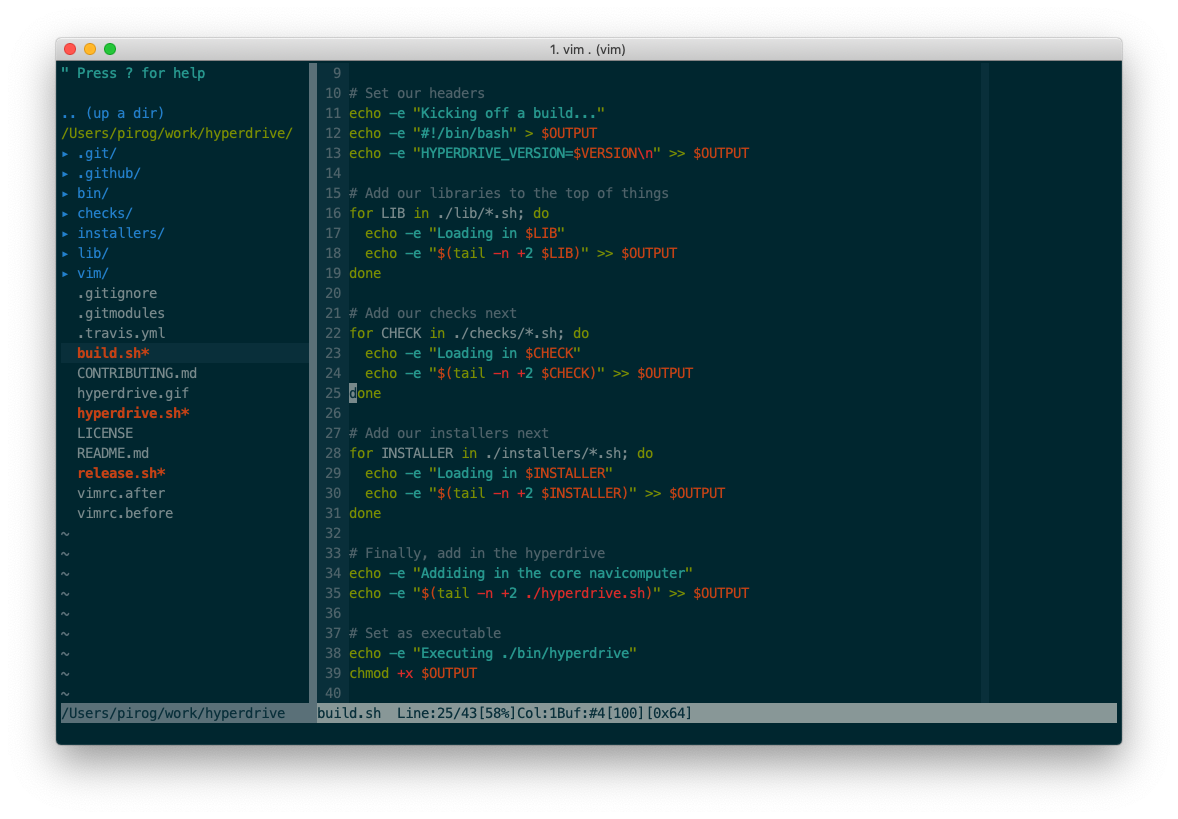 1. vim . (vim)
" Press ? for help
.. (up a dir)
/Users/pirog/work/hyperdrive/
▸ .git/
▸ .github/
▸ bin/
▸ checks/
▸ installers/
▸ lib/
▸ vim/
.gitignore
.gitmodules
.travis.yml
build.sh*
CONTRIBUTING.md
hyperdrive.gif
hyperdrive.sh*
LICENSE
README.md
release.sh*
vimrc.after
vimrc.before
~
~
~
~
~
~
~
~
~
/Users/pirog/work/hyperdrive
9
10 # Set our headers
11 echo -e "Kicking off a build..."
12 echo -e "#!/bin/bash" > $OUTPUT
13 echo -e "HYPERDRIVE_VERSION=$VERSION\n" >> $OUTPUT
14
15 # Add our libraries to the top of things
16 for LIB in ./lib/*.sh; do
17   echo -e "Loading in $LIB"
18   echo -e "$(tail -n +2 $LIB)" >> $OUTPUT
19 done
20
21 # Add our checks next
22 for CHECK in ./checks/*.sh; do
23   echo -e "Loading in $CHECK"
24   echo -e "$(tail -n +2 $CHECK)" >> $OUTPUT
25 done
26
27 # Add our installers next
28 for INSTALLER in ./installers/*.sh; do
29   echo -e "Loading in $INSTALLER"
30   echo -e "$(tail -n +2 $INSTALLER)" >> $OUTPUT
31 done
32
33 # Finally, add in the hyperdrive
34 echo -e "Addiding in the core navicomputer"
35 echo -e "$(tail -n +2 ./hyperdrive.sh)" >> $OUTPUT
36
37 # Set as executable
38 echo -e "Executing ./bin/hyperdrive"
39 chmod +x $OUTPUT
40
build.sh  Line:25/43[58%]Col:1Buf:#4[100][0x64]